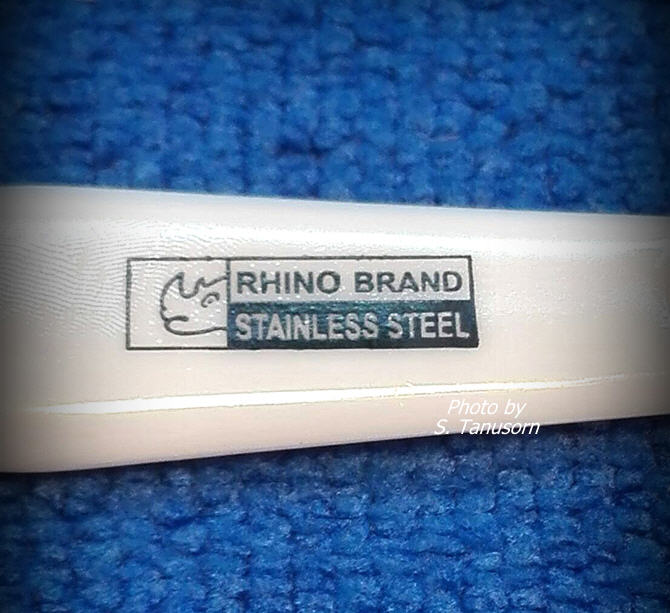 RHINO BRAND
STAINLESS STEEL
Photo by
S. Tanusorn